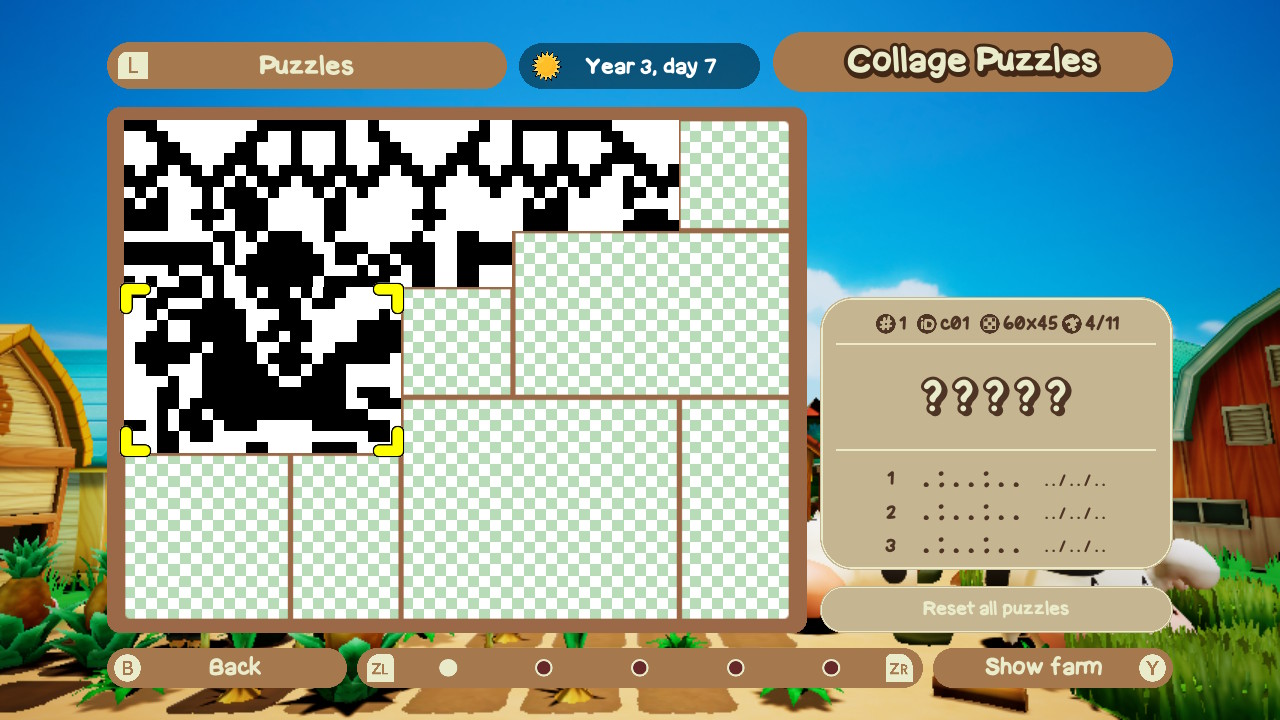 L Puzzles
Year 3, day 7
Collage Puzzles
# 1 iD c01 60x45 4/11
?????
1 .:..:.. ../../..
2 .:..:.. ../../..
3 .:..:.. ../../..
Reset all puzzles
B Back
ZL ZR
Show farm Y